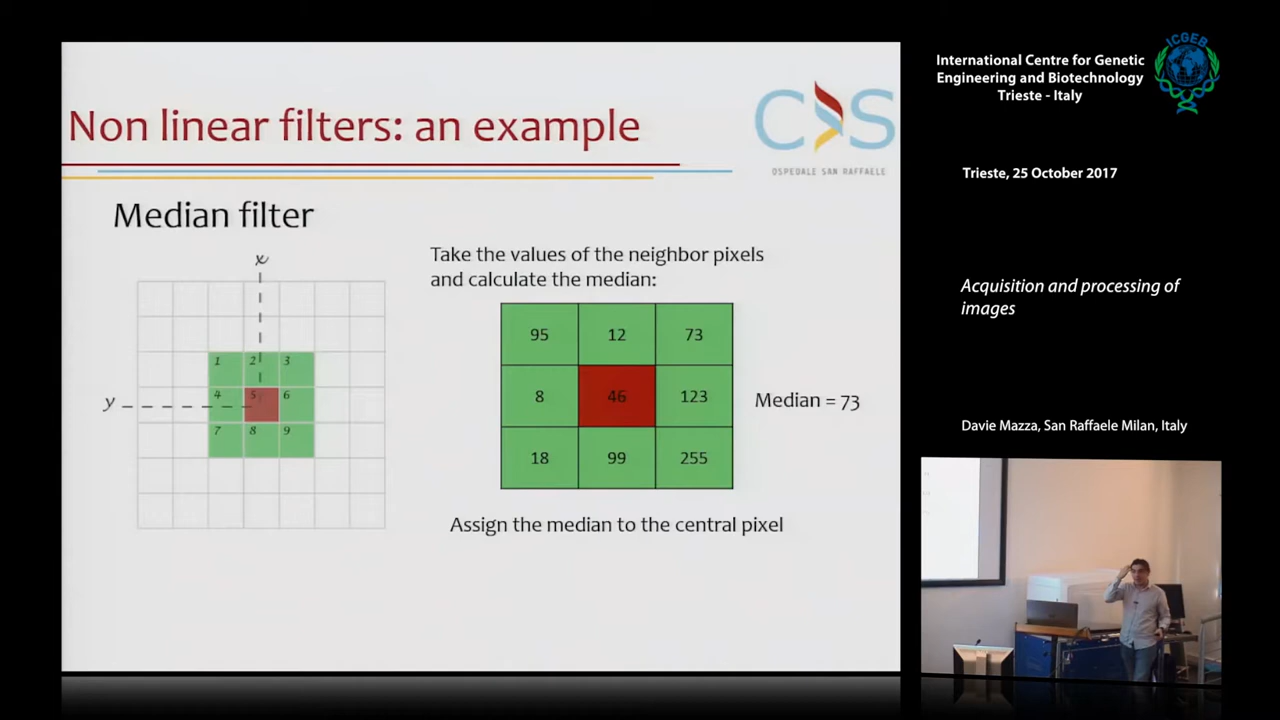 Non linear filters: an example
CS
OSPEDALE SAN RAFFAELE
Median filter
x
y
1 2 3
4 5 6
7 8 9
Take the values of the neighbor pixels
and calculate the median:
95 12 73
8 46 123
18 99 255
Median = 73
Assign the median to the central pixel
International Centre for Genetic
Engineering and Biotechnology
Trieste - Italy
ICGEB
Trieste, 25 October 2017
Acquisition and processing of
images
Davie Mazza, San Raffaele Milan, Italy